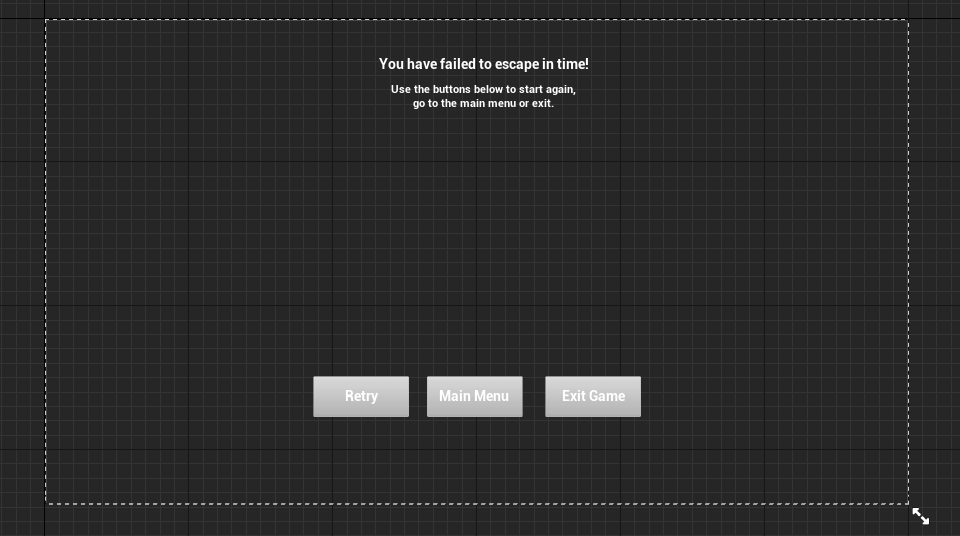 You have failed to escape in time!
Use the buttons below to start again,
go to the main menu or exit.
Retry
Main Menu
Exit Game